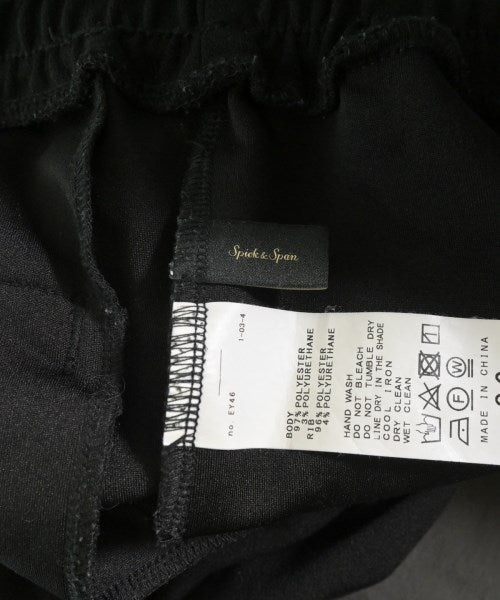 Spick & Span
1-03-4
no. EY46
BODY
97% POLYESTER
3% POLYURETHANE
RIB
96% POLYESTER
4% POLYURETHANE
HAND WASH
DO NOT BLEACH
DO NOT TUMBLE DRY
LINE DRY IN THE SHADE
COOL IRON
DRY CLEAN
WET CLEAN
F
W
MADE IN CHINA